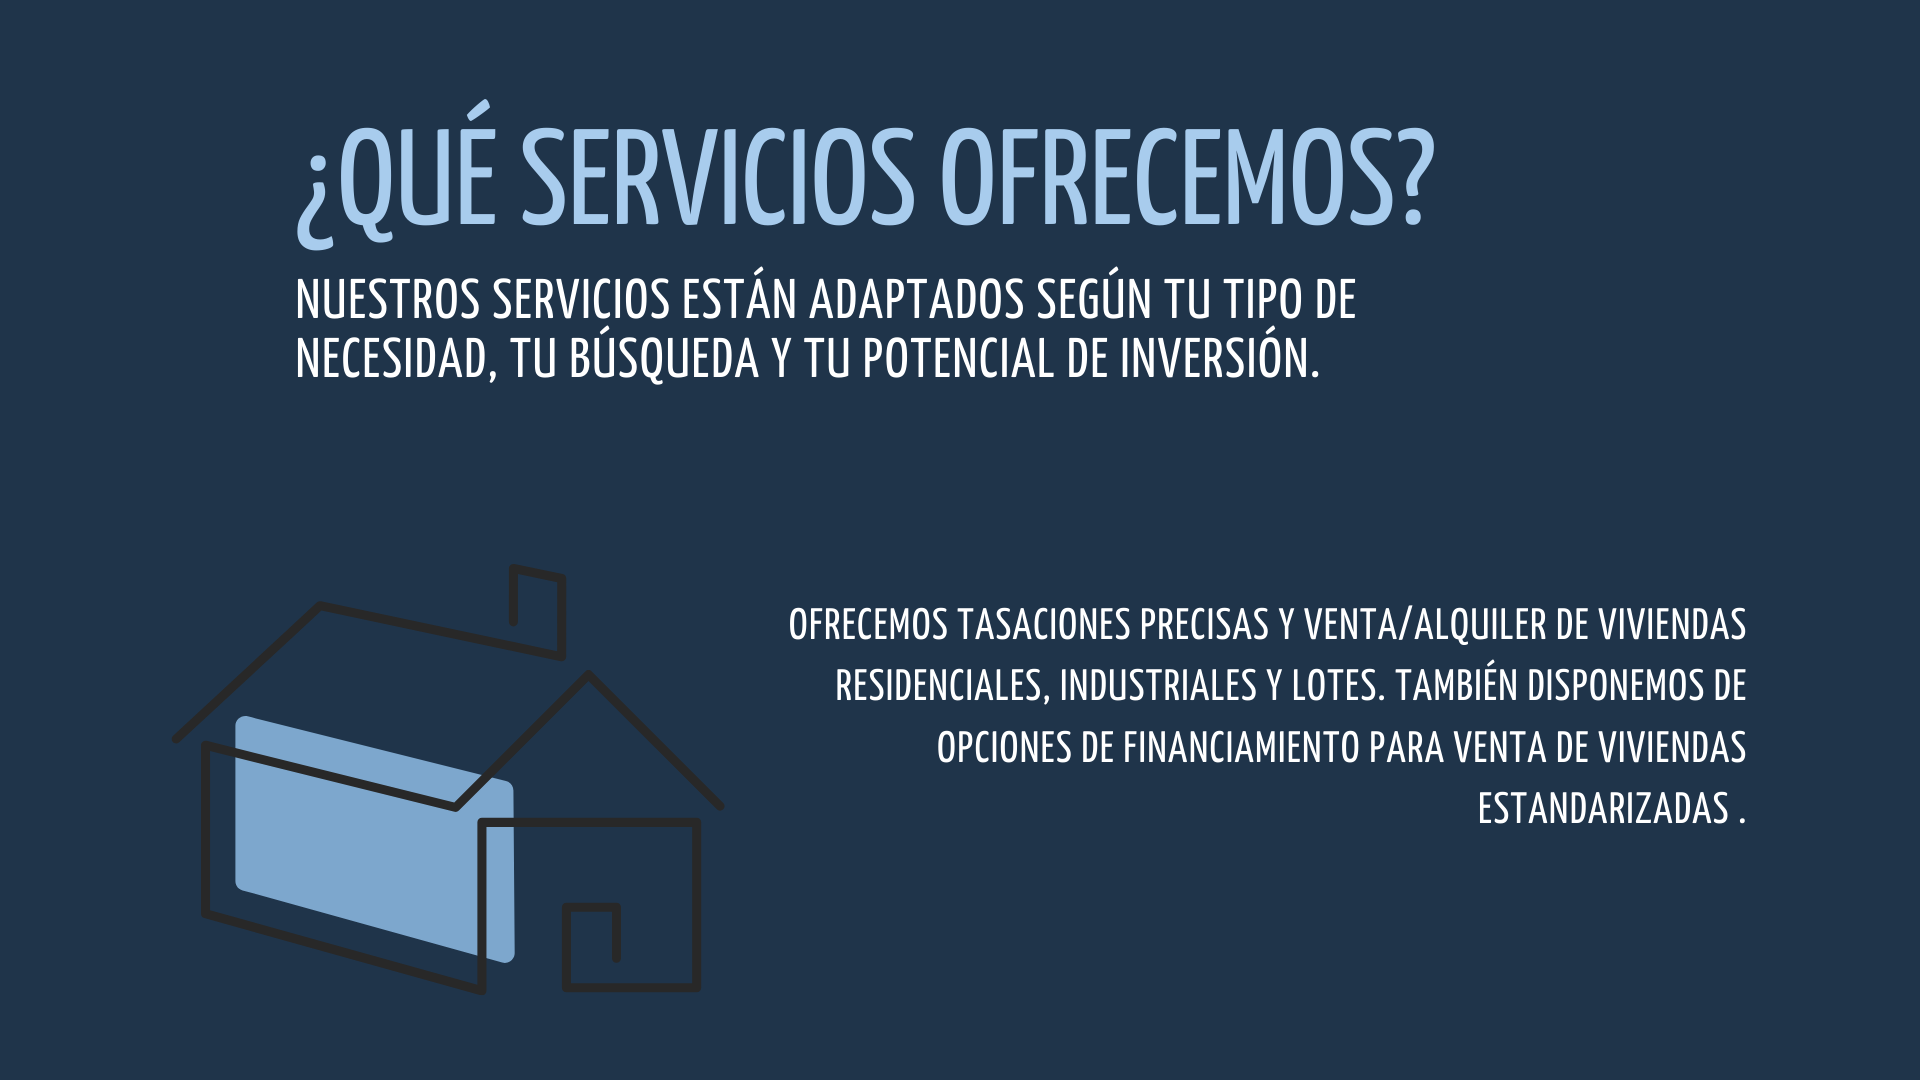 ¿QUÉ SERVICIOS OFRECEMOS?
NUESTROS SERVICIOS ESTÁN ADAPTADOS SEGÚN TU TIPO DE
NECESIDAD, TU BÚSQUEDA Y TU POTENCIAL DE INVERSIÓN.
OFRECEMOS TASACIONES PRECISAS Y VENTA/ALQUILER DE VIVIENDAS
RESIDENCIALES, INDUSTRIALES Y LOTES. TAMBIÉN DISPONEMOS DE
OPCIONES DE FINANCIAMIENTO PARA VENTA DE VIVIENDAS
ESTANDARIZADAS .